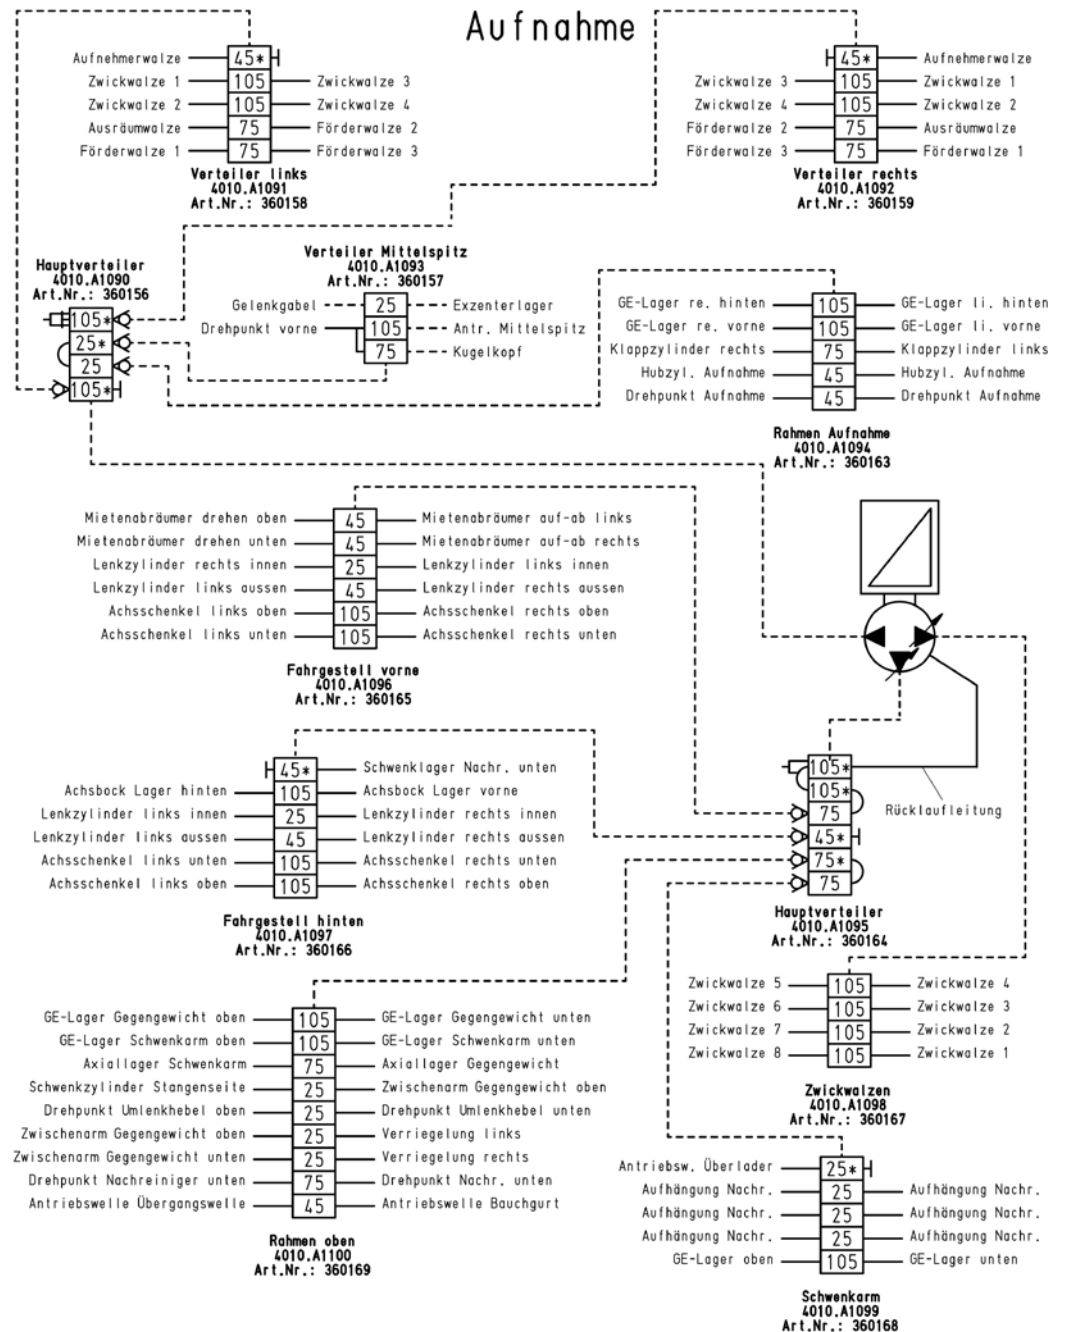 Aufnahme
Aufnehmerwalze 45*
Zwickwalze 1 105 Zwickwalze 3
Zwickwalze 2 105 Zwickwalze 4
Ausräumwalze 75 Förderwalze 2
Förderwalze 1 75 Förderwalze 3
Verteiler links
4010.A1091
Art.Nr.: 360158
45* Aufnehmerwalze
Zwickwalze 3 105 Zwickwalze 1
Zwickwalze 4 105 Zwickwalze 2
Förderwalze 2 75 Ausräumwalze
Förderwalze 3 75 Förderwalze 1
Verteiler rechts
4010.A1092
Art.Nr.: 360159
Hauptverteiler
4010.A1090
Art.Nr.: 360156
105*
25*
25
105*
Verteiler Mittelspitz
4010.A1093
Art.Nr.: 360157
Gelenkgabel 25 Exzenterlager
Drehpunkt vorne 105 Antr. Mittelspitz
75 Kugelkopf
GE-Lager re. hinten 105 GE-Lager li. hinten
GE-Lager re. vorne 105 GE-Lager li. vorne
Klappzylinder rechts 75 Klappzylinder links
Hubzyl. Aufnahme 45 Hubzyl. Aufnahme
Drehpunkt Aufnahme 45 Drehpunkt Aufnahme
Rahmen Aufnahme
4010.A1094
Art.Nr.: 360163
Mietenabräumer drehen oben 45 Mietenabräumer auf-ab links
Mietenabräumer drehen unten 45 Mietenabräumer auf-ab rechts
Lenkzylinder rechts innen 25 Lenkzylinder links innen
Lenkzylinder links aussen 45 Lenkzylinder rechts aussen
Achsschenkel links oben 105 Achsschenkel rechts oben
Achsschenkel links unten 105 Achsschenkel rechts unten
Fahrgestell vorne
4010.A1096
Art.Nr.: 360165
45* Schwenklager Nachr. unten
Achsbock Lager hinten 105 Achsbock Lager vorne
Lenkzylinder links innen 25 Lenkzylinder rechts innen
Lenkzylinder links aussen 45 Lenkzylinder rechts aussen
Achsschenkel links unten 105 Achsschenkel rechts unten
Achsschenkel links oben 105 Achsschenkel rechts oben
Fahrgestell hinten
4010.A1097
Art.Nr.: 360166
105*
105*
75
45*
75*
75
Rücklaufleitung
Hauptverteiler
4010.A1095
Art.Nr.: 360164
Zwickwalze 5 105 Zwickwalze 4
Zwickwalze 6 105 Zwickwalze 3
Zwickwalze 7 105 Zwickwalze 2
Zwickwalze 8 105 Zwickwalze 1
Zwickwalzen
4010.A1098
Art.Nr.: 360167
GE-Lager Gegengewicht oben 105 GE-Lager Gegengewicht unten
GE-Lager Schwenkarm oben 105 GE-Lager Schwenkarm unten
Axiallager Schwenkarm 75 Axiallager Gegengewicht
Schwenkzylinder Stangenseite 25 Zwischenarm Gegengewicht oben
Drehpunkt Umlenkhebel oben 25 Drehpunkt Umlenkhebel unten
Zwischenarm Gegengewicht oben 25 Verriegelung links
Zwischenarm Gegengewicht unten 25 Verriegelung rechts
Drehpunkt Nachreiniger unten 75 Drehpunkt Nachr. unten
Antriebswelle Übergangswelle 45 Antriebswelle Bauchgurt
Rahmen oben
4010.A1100
Art.Nr.: 360169
Antriebsw. Überlader 25*
Aufhängung Nachr. 25 Aufhängung Nachr.
Aufhängung Nachr. 25 Aufhängung Nachr.
Aufhängung Nachr. 25 Aufhängung Nachr.
GE-Lager oben 105 GE-Lager unten
Schwenkarm
4010.A1099
Art.Nr.: 360168